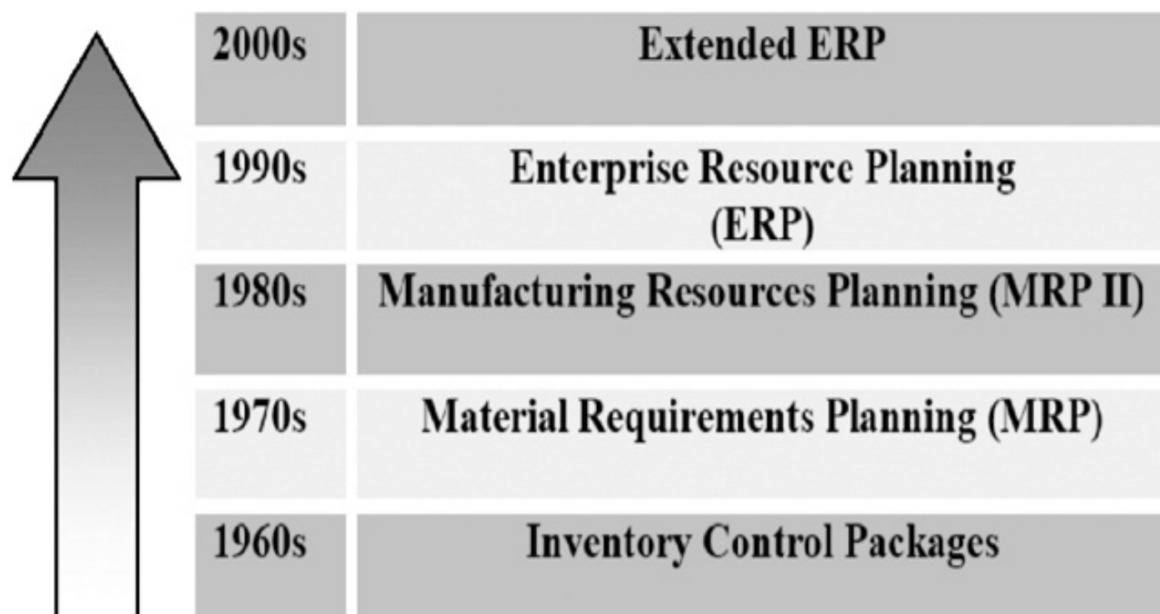 2000s Extended ERP
1990s Enterprise Resource Planning
(ERP)
1980s Manufacturing Resources Planning (MRP II)
1970s Material Requirements Planning (MRP)
1960s Inventory Control Packages